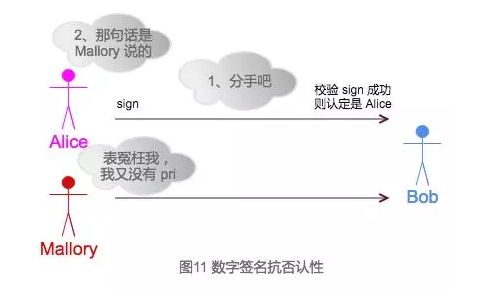 2、那句话是
Mallory 说的
1、分手吧
sign
校验 sign 成功
则认定是 Alice
Alice
表冤枉我，
我又没有 pri
Bob
Mallory
图11 数字签名抗否认性